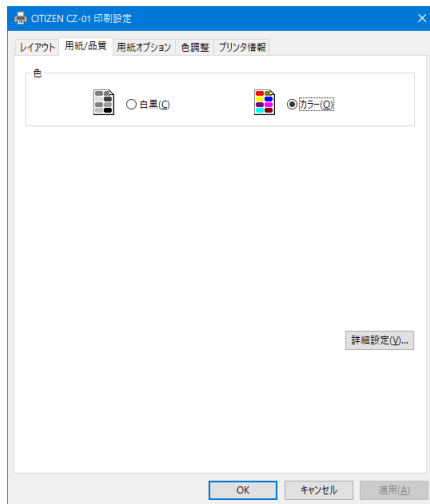 CITIZEN CZ-01 印刷設定
レイアウト 用紙/品質 用紙オプション 色調整 プリンタ情報
色
白黒(C) カラー(O)
詳細設定(V)...
OK キャンセル 適用(A)